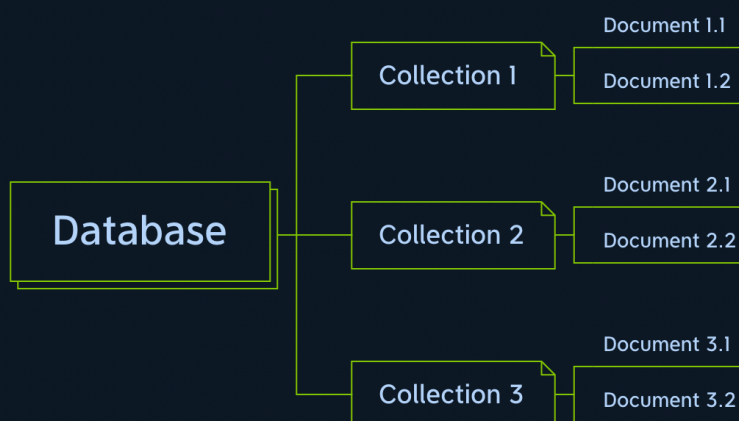 Database
Collection 1
Document 1.1
Document 1.2
Collection 2
Document 2.1
Document 2.2
Collection 3
Document 3.1
Document 3.2